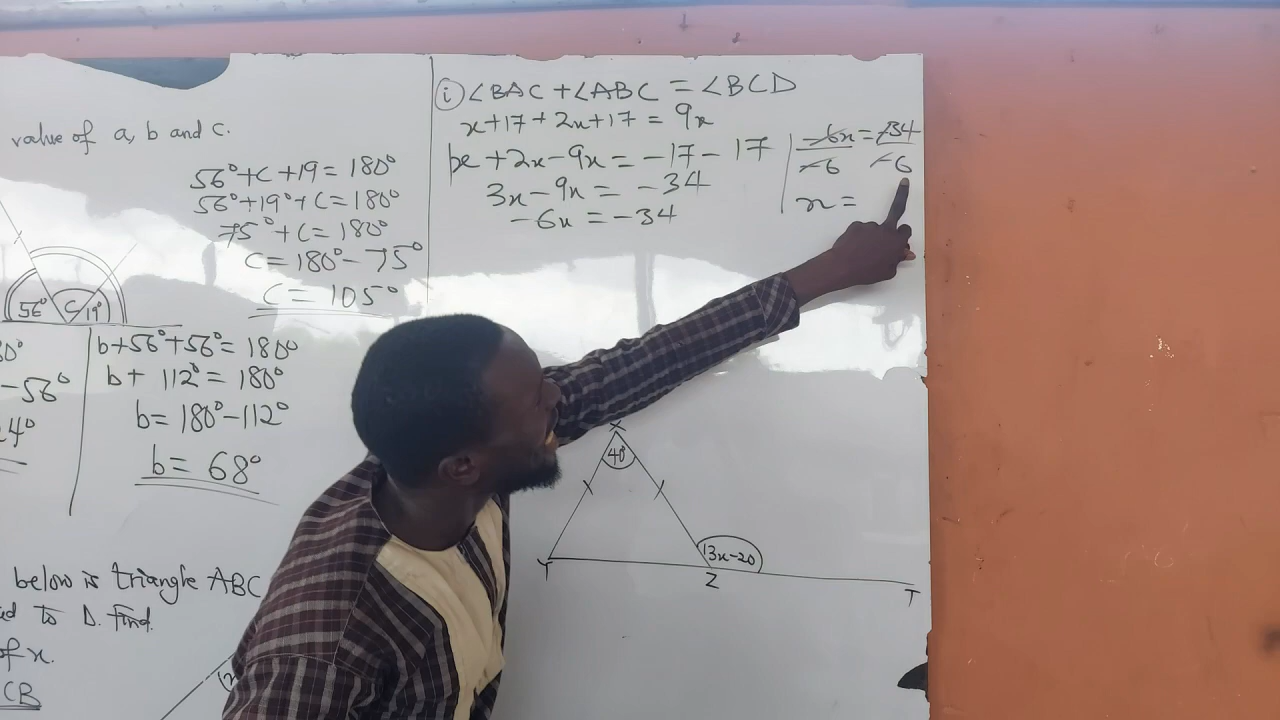 value of a, b and c.
56°+C+19=180°
56°+19°+C=180°
75°+C=180°
C=180°-75°
C=105°
56°
C
19°
-56°
4°
b+56°+56°=180°
b+112°=180°
b=180°-112°
b=68°
below is triangle ABC
to D. find.
of x.
CB
(i) ∠BAC+∠ABC=∠BCD
x+17+2x+17=9x
+2x-9x=-17-17
3x-9x=-34
-6x=-34
-6x=-34
-6 -6
x=
X
40°
Y
13x-20
Z
T